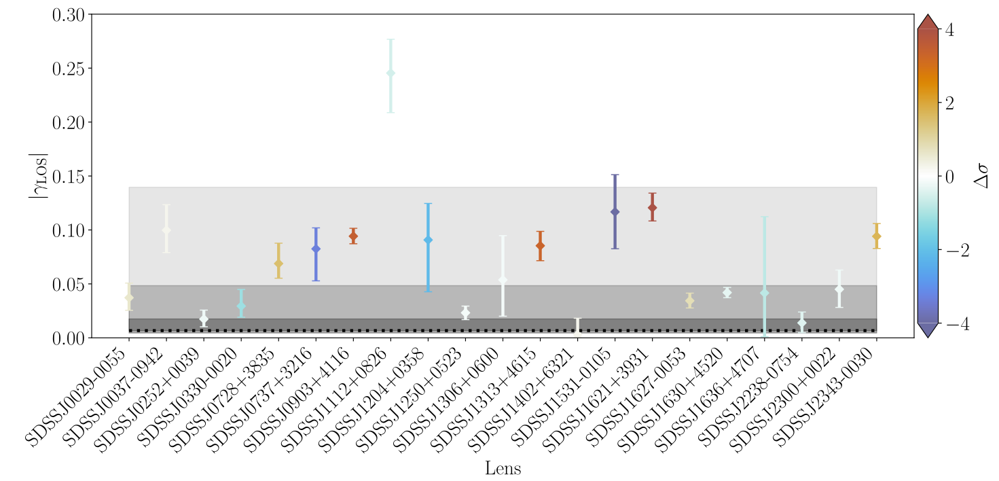 0.30
0.25
0.20
0.15
0.10
0.05
0.00
|γLOS|
SDSSJ0029-0055
SDSSJ0037-0942
SDSSJ0252+0039
SDSSJ0330-0020
SDSSJ0728+3835
SDSSJ0737+3216
SDSSJ0903+4116
SDSSJ1112+0826
SDSSJ1204+0358
SDSSJ1250+0523
SDSSJ1306+0600
SDSSJ1313+4615
SDSSJ1402+6321
SDSSJ1531-0105
SDSSJ1621+3931
SDSSJ1627-0053
SDSSJ1630+4520
SDSSJ1636+4707
SDSSJ2238-0754
SDSSJ2300+0022
SDSSJ2343-0030
Lens
4
2
0
−2
−4
Δσ